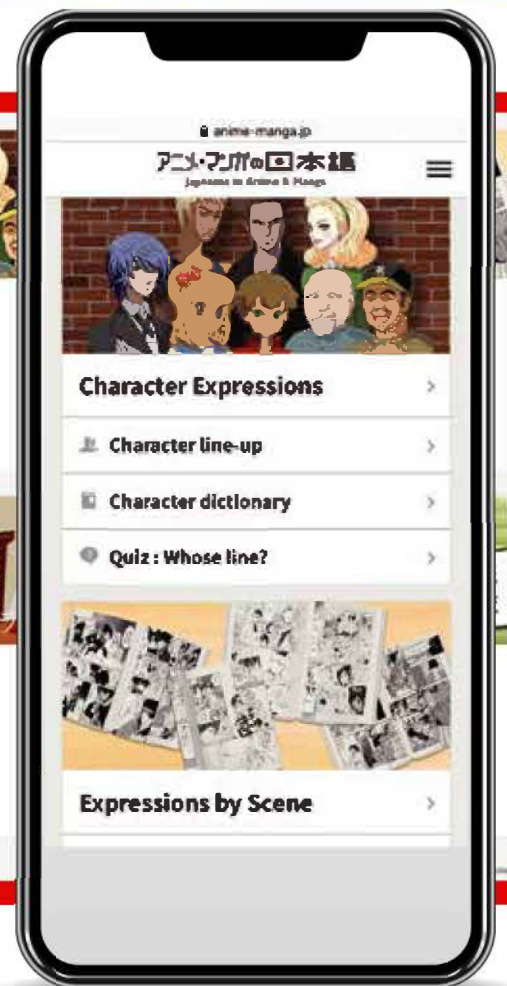 anime-manga.jp
アニメ・マンガの日本語
Japanese in Anime & Manga
Character Expressions
Character line-up
Character dictionary
Quiz : Whose line?
Expressions by Scene